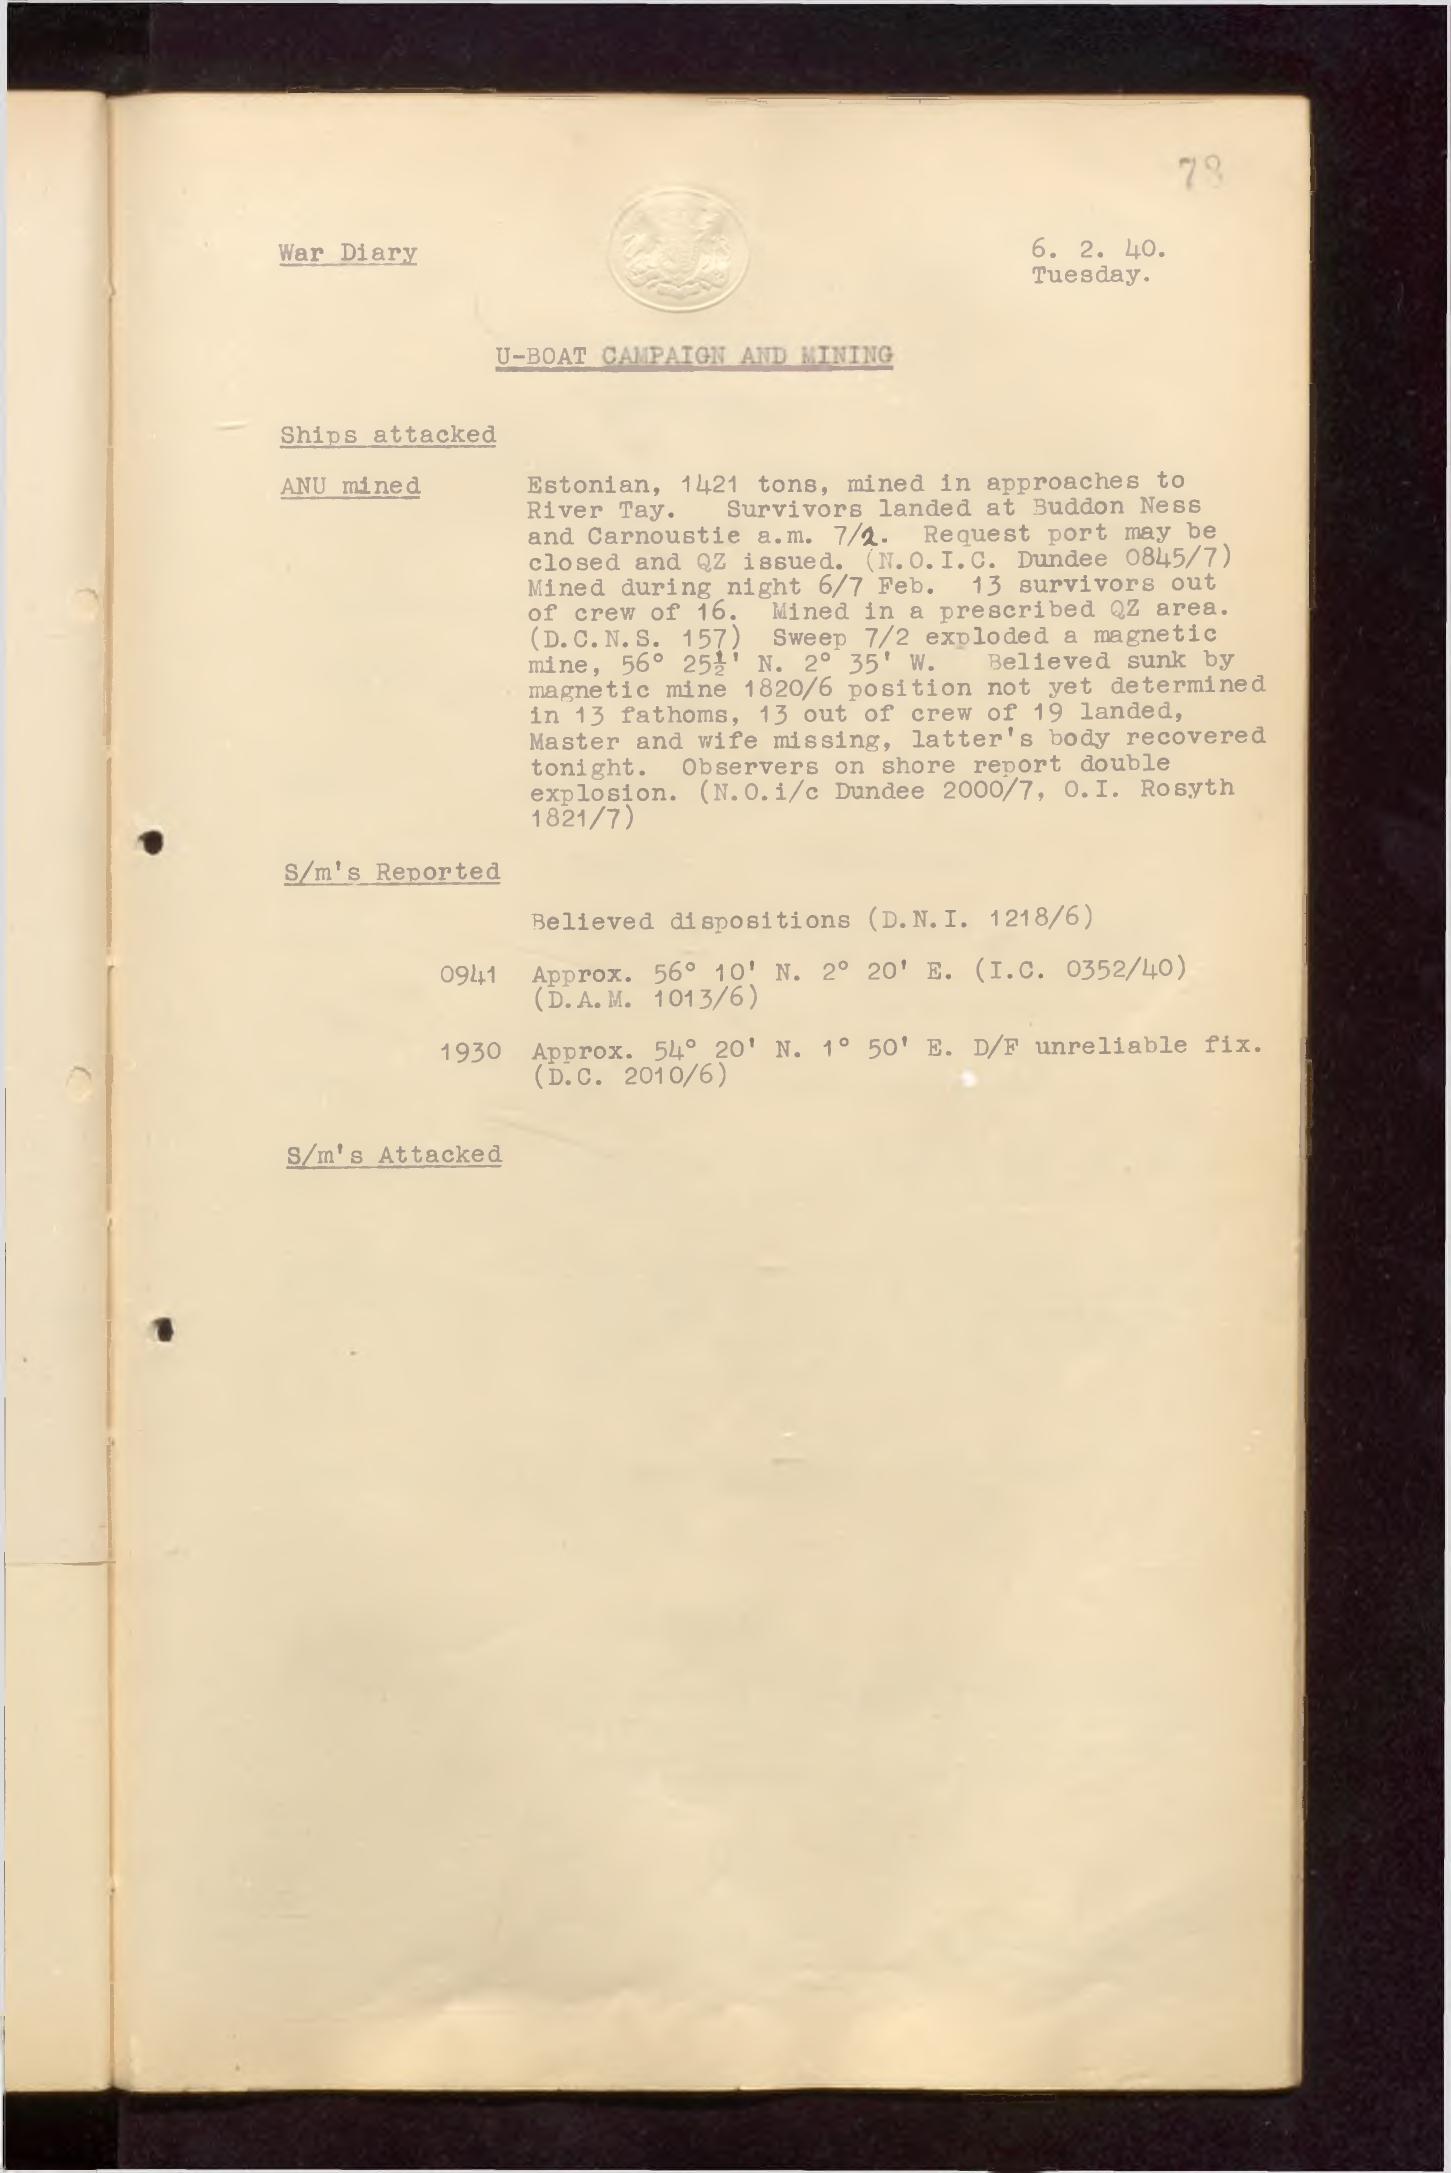 78
War Diary
6. 2. 40.
Tuesday.
U-BOAT CAMPAIGN AND MINING
Ships attacked
ANU mined Estonian, 1421 tons, mined in approaches to
River Tay. Survivors landed at Buddon Ness
and Carnoustie a.m. 7/2. Request port may be
closed and QZ issued. (N.O.I.C. Dundee 0845/7)
Mined during night 6/7 Feb. 13 survivors out
of crew of 16. Mined in a prescribed QZ area.
(D.C.N.S. 157) Sweep 7/2 exploded a magnetic
mine, 56° 25½' N. 2° 35' W. Believed sunk by
magnetic mine 1820/6 position not yet determined
in 13 fathoms, 13 out of crew of 19 landed,
Master and wife missing, latter's body recovered
tonight. Observers on shore report double
explosion. (N.O.i/c Dundee 2000/7, O.I. Rosyth
1821/7)
S/m's Reported
Believed dispositions (D.N.I. 1218/6)
0941 Approx. 56° 10' N. 2° 20' E. (I.C. 0352/40)
(D.A.M. 1013/6)
1930 Approx. 54° 20' N. 1° 50' E. D/F unreliable fix.
(D.C. 2010/6)
S/m's Attacked